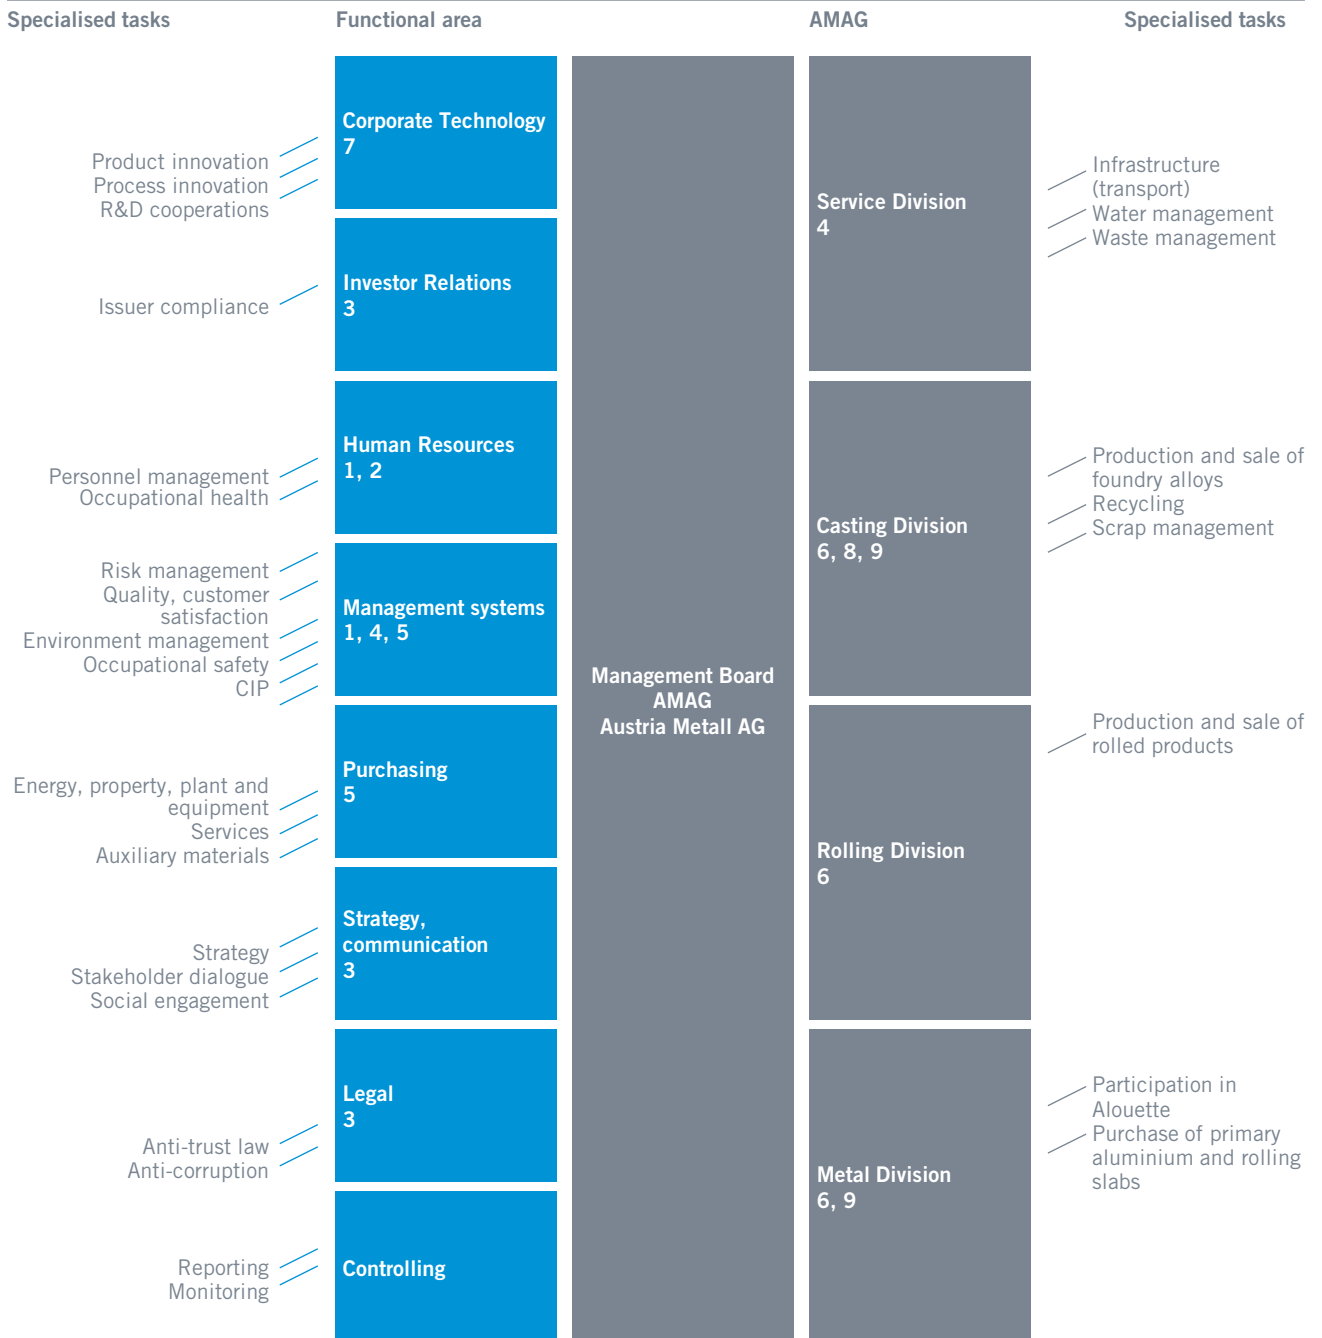 Specialised tasks
Functional area
AMAG
Specialised tasks
Product innovation
Process innovation
R&D cooperations
Corporate Technology
7
Issuer compliance
Investor Relations
3
Personnel management
Occupational health
Human Resources
1, 2
Risk management
Quality, customer
satisfaction
Environment management
Occupational safety
CIP
Management systems
1, 4, 5
Energy, property, plant and
equipment
Services
Auxiliary materials
Purchasing
5
Strategy
Stakeholder dialogue
Social engagement
Strategy,
communication
3
Anti-trust law
Anti-corruption
Legal
3
Reporting
Monitoring
Controlling
Management Board
AMAG
Austria Metall AG
Service Division
4
Infrastructure
(transport)
Water management
Waste management
Casting Division
6, 8, 9
Production and sale of
foundry alloys
Recycling
Scrap management
Rolling Division
6
Production and sale of
rolled products
Metal Division
6, 9
Participation in
Alouette
Purchase of primary
aluminium and rolling
slabs